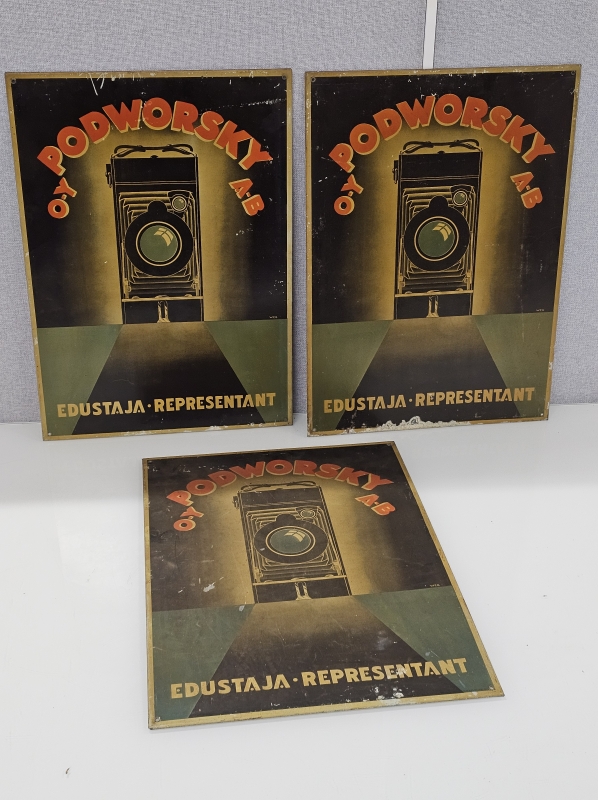 PODWORSKY
O·Y A·B
EDUSTAJA · REPRESENTANT
PODWORSKY
O·Y A·B
EDUSTAJA · REPRESENTANT
PODWORSKY
O·Y A·B
EDUSTAJA · REPRESENTANT